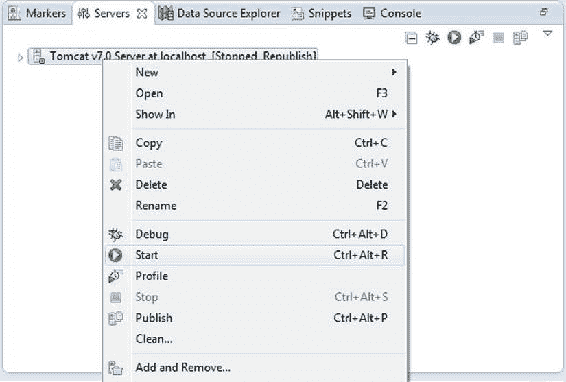 Markers Servers Data Source Explorer Snippets Console
Tomcat v7.0 Server at localhost [Stopped, Republish]
New
Open F3
Show In Alt+Shift+W
Copy Ctrl+C
Paste Ctrl+V
Delete Delete
Rename F2
Debug Ctrl+Alt+D
Start Ctrl+Alt+R
Profile
Stop Ctrl+Alt+S
Publish Ctrl+Alt+P
Clean...
Add and Remove...